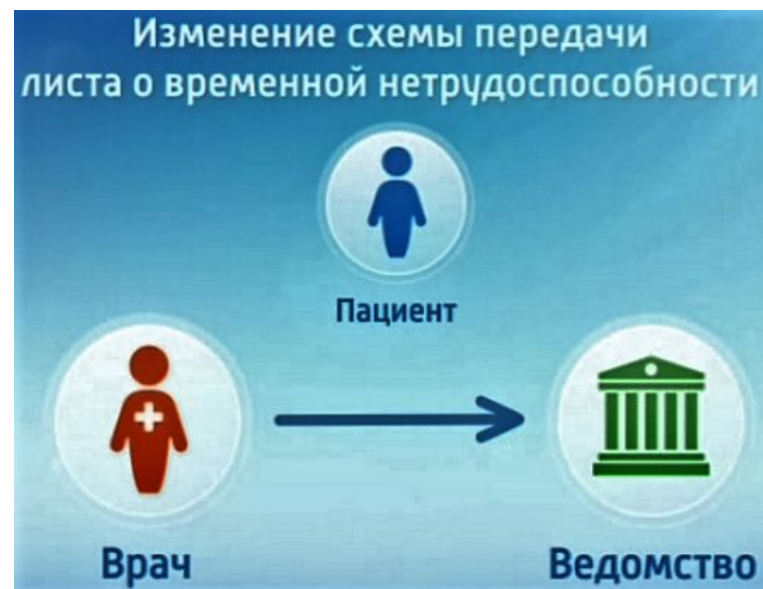 Изменение схемы передачи
листа о временной нетрудоспособности
Пациент
Врач
Ведомство